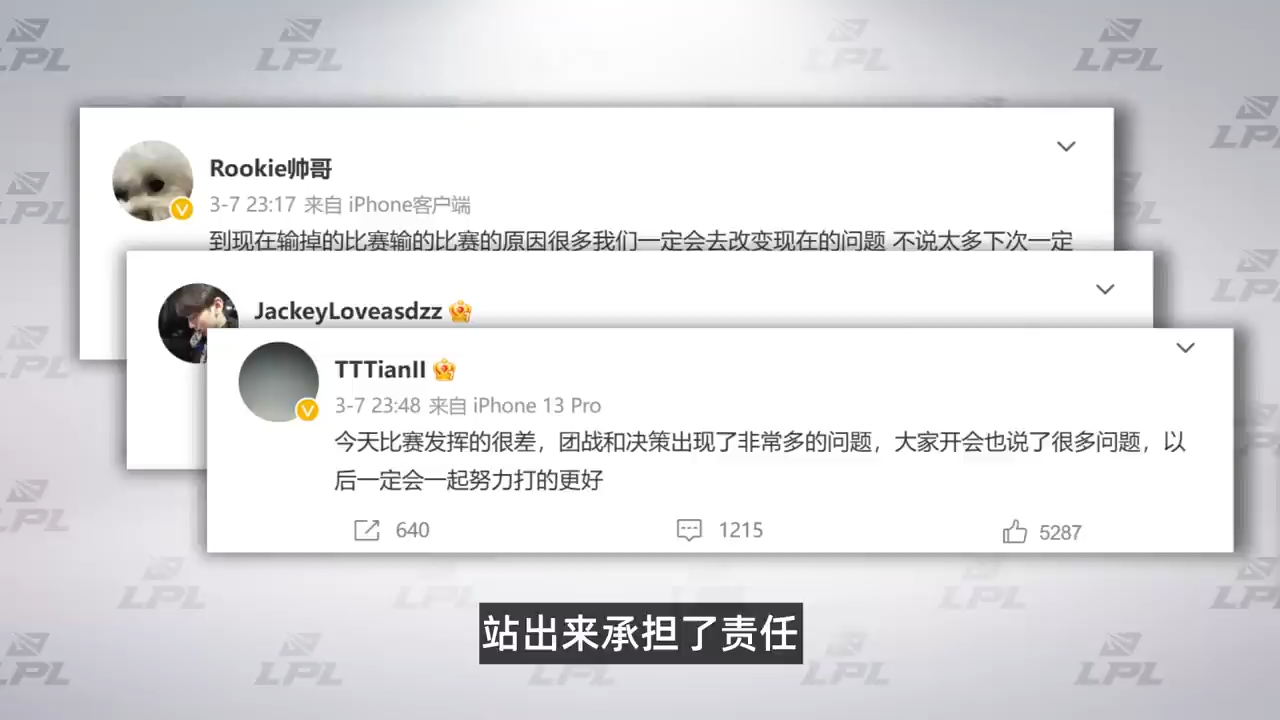 LPL LPL LPL LPL
Rookie帅哥
3-7 23:17 来自 iPhone客户端
到现在输掉的比赛输的比赛的原因很多我们一定会去改变现在的问题 不说太多下次一定
JackeyLoveasdzz
TTTianll
3-7 23:48 来自 iPhone 13 Pro
今天比赛发挥的很差，团战和决策出现了非常多的问题，大家开会也说了很多问题，以
后一定会一起努力打的更好
640 1215 5287
站出来承担了责任